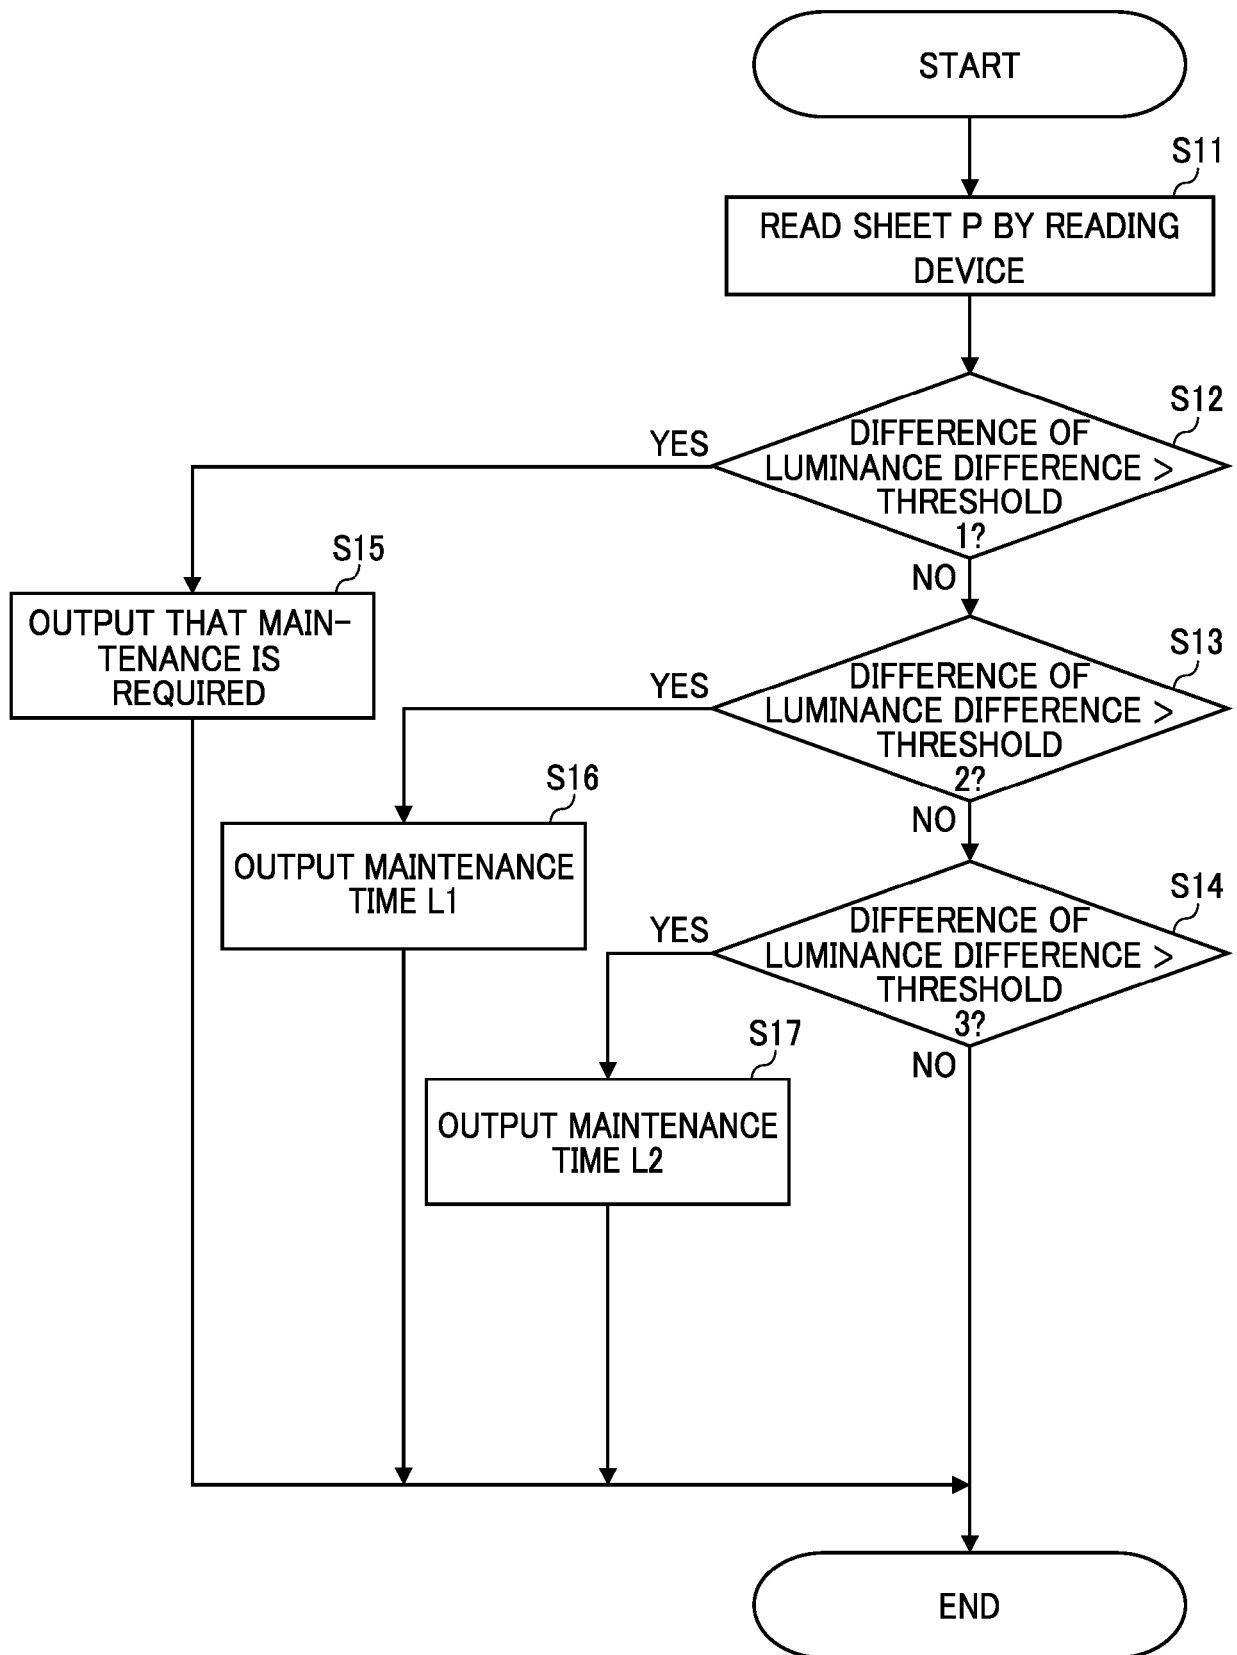 START
S11
READ SHEET P BY READING
DEVICE
S12
DIFFERENCE OF
LUMINANCE DIFFERENCE >
THRESHOLD
1?
YES
NO
S15
OUTPUT THAT MAIN-
TENANCE IS
REQUIRED
S13
DIFFERENCE OF
LUMINANCE DIFFERENCE >
THRESHOLD
2?
YES
NO
S16
OUTPUT MAINTENANCE
TIME L1
S14
DIFFERENCE OF
LUMINANCE DIFFERENCE >
THRESHOLD
3?
YES
NO
S17
OUTPUT MAINTENANCE
TIME L2
END